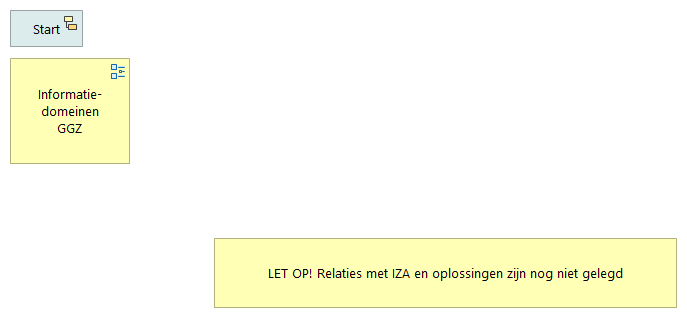 Start
Informatie-
domeinen
GGZ
LET OP! Relaties met IZA en oplossingen zijn nog niet gelegd